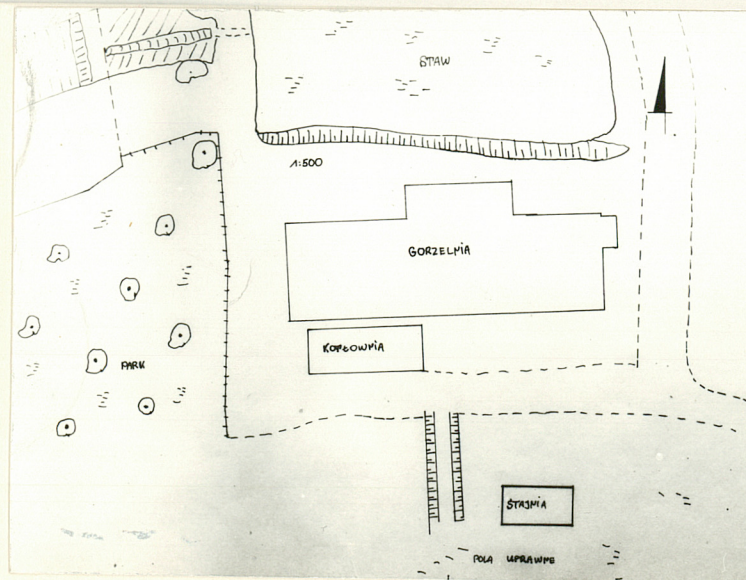 STAW
1:500
GORZELNIA
KOTŁOWNIA
PARK
STAJNIA
POLA UPRAWNE